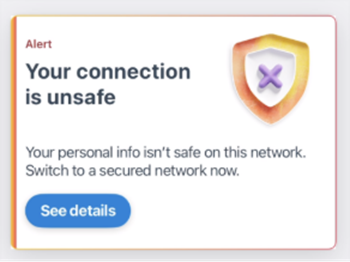 Alert
Your connection
is unsafe
Your personal info isn't safe on this network.
Switch to a secured network now.
See details